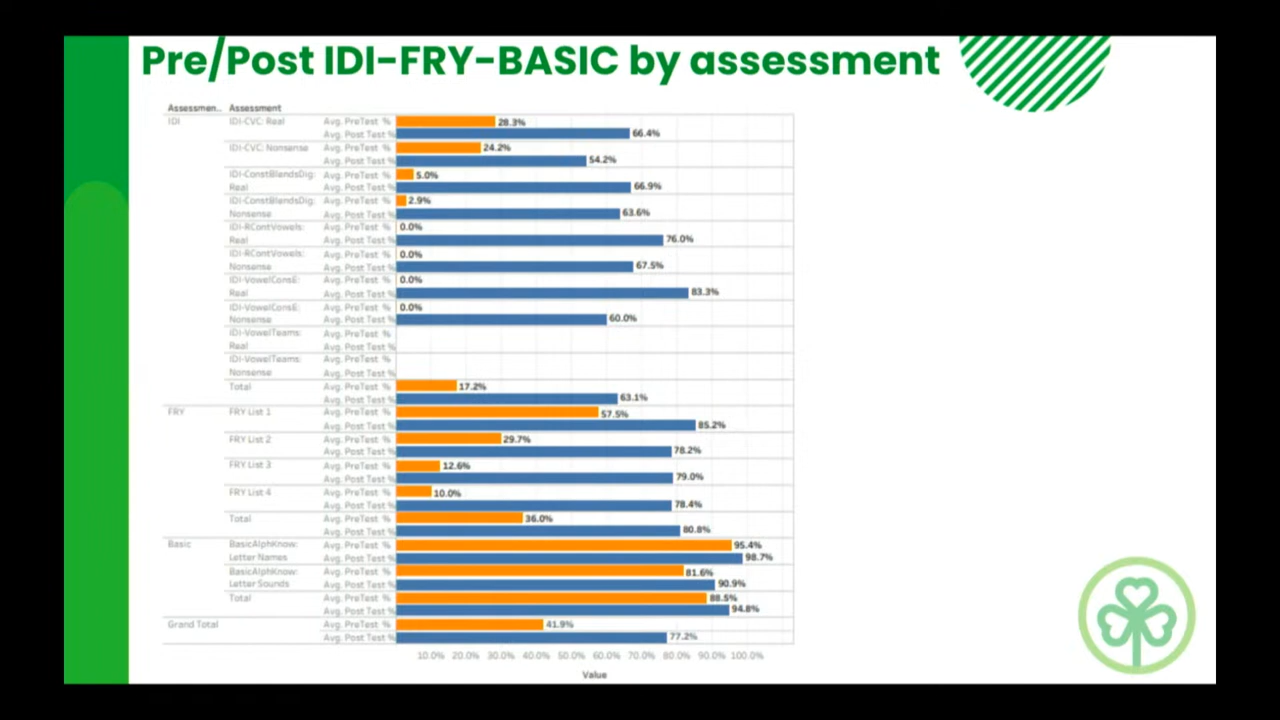 Pre/Post IDI-FRY-BASIC by assessment
Assessmen.. Assessment
IDI IDI-CVC: Real Avg. PreTest % 28.3%
Avg. Post Test % 66.4%
IDI-CVC: Nonsense Avg. PreTest % 24.2%
Avg. Post Test % 54.2%
IDI-ConstBlendsDig: Avg. PreTest % 5.0%
Real Avg. Post Test % 66.9%
IDI-ConstBlendsDig: Avg. PreTest % 2.9%
Nonsense Avg. Post Test % 63.6%
IDI-RContVowels: Avg. PreTest % 0.0%
Real Avg. Post Test % 76.0%
IDI-RContVowels: Avg. PreTest % 0.0%
Nonsense Avg. Post Test % 67.5%
IDI-VowelConsE: Avg. PreTest % 0.0%
Real Avg. Post Test % 83.3%
IDI-VowelConsE: Avg. PreTest % 0.0%
Nonsense Avg. Post Test % 60.0%
IDI-VowelTeams: Avg. PreTest %
Real Avg. Post Test %
IDI-VowelTeams: Avg. PreTest %
Nonsense Avg. Post Test %
Total Avg. PreTest % 17.2%
Avg. Post Test % 63.1%
FRY FRY List 1 Avg. PreTest % 57.5%
Avg. Post Test % 85.2%
FRY List 2 Avg. PreTest % 29.7%
Avg. Post Test % 78.2%
FRY List 3 Avg. PreTest % 12.6%
Avg. Post Test % 79.0%
FRY List 4 Avg. PreTest % 10.0%
Avg. Post Test % 78.4%
Total Avg. PreTest % 36.0%
Avg. Post Test % 80.8%
Basic BasicAlphKnow: Avg. PreTest % 95.4%
Letter Names Avg. Post Test % 98.7%
BasicAlphKnow: Avg. PreTest % 81.6%
Letter Sounds Avg. Post Test % 90.9%
Total Avg. PreTest % 88.5%
Avg. Post Test % 94.8%
Grand Total Avg. PreTest % 41.9%
Avg. Post Test % 77.2%
10.0% 20.0% 30.0% 40.0% 50.0% 60.0% 70.0% 80.0% 90.0% 100.0%
Value